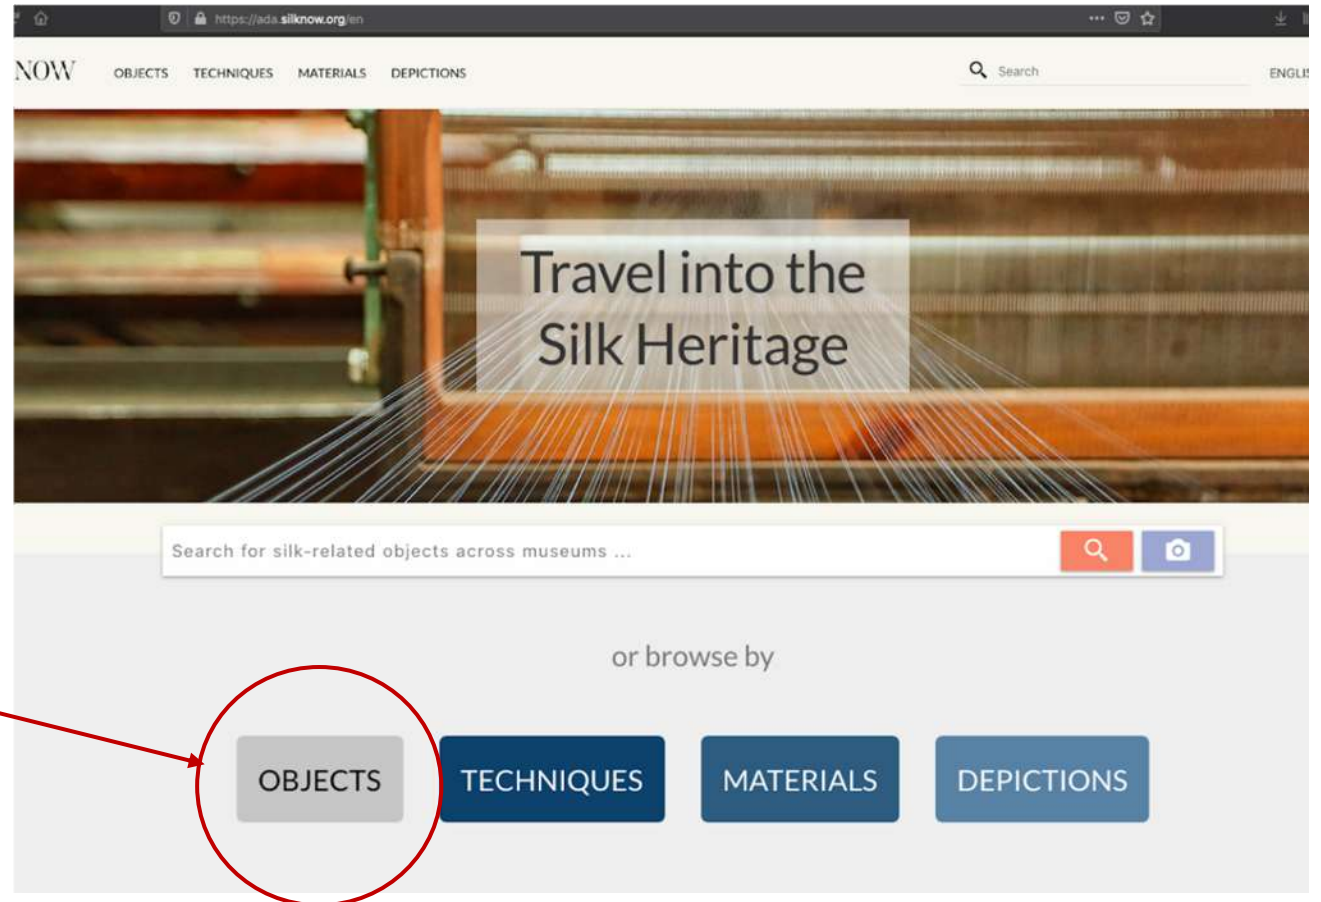 https://ada.silknow.org/en
NOW OBJECTS TECHNIQUES MATERIALS DEPICTIONS Search
Travel into the
Silk Heritage
Search for silk-related objects across museums ...
or browse by
OBJECTS TECHNIQUES MATERIALS DEPICTIONS